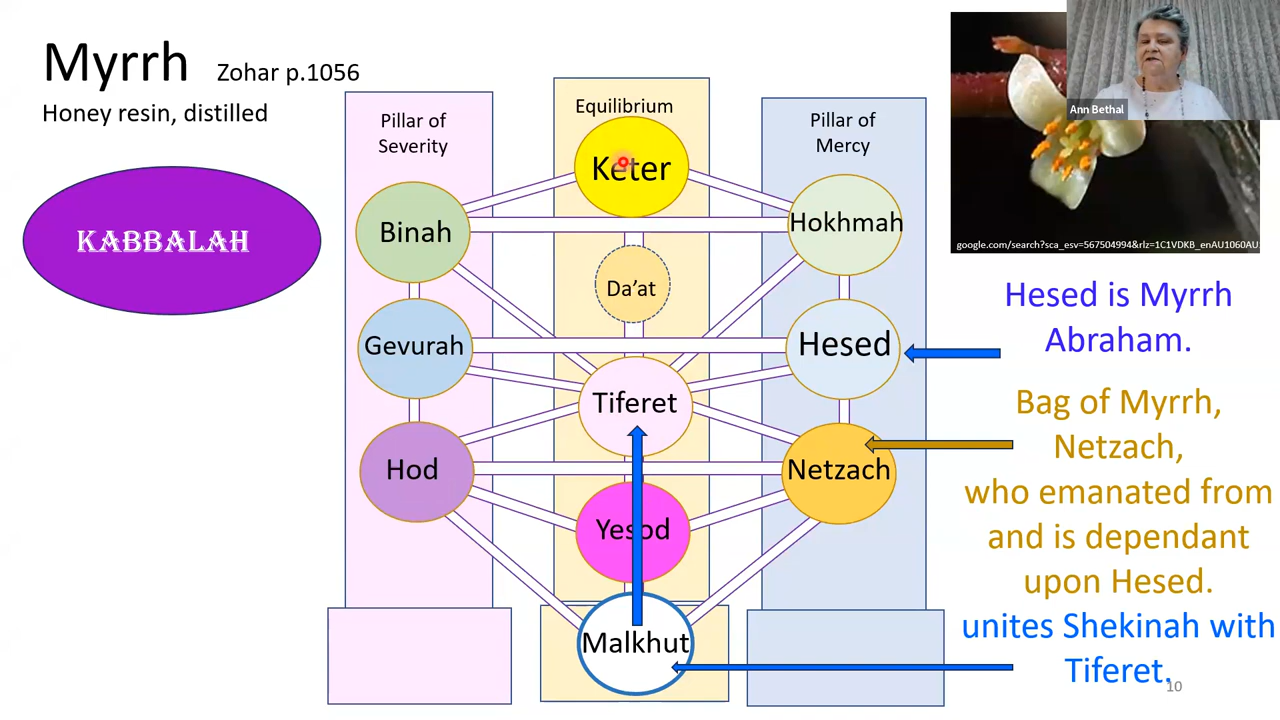 Myrrh Zohar p.1056
Honey resin, distilled
KABBALAH
Pillar of
Severity
Equilibrium
Pillar of
Mercy
Keter
Binah
Hokhmah
Da'at
Gevurah
Hesed
Tiferet
Hod
Netzach
Yesod
Malkhut
Ann Bethal
google.com/search?sca_esv=567504994&rlz=1C1VDKB_enAU1060AU
Hesed is Myrrh
Abraham.
Bag of Myrrh,
Netzach,
who emanated from
and is dependant
upon Hesed.
unites Shekinah with
Tiferet.
10